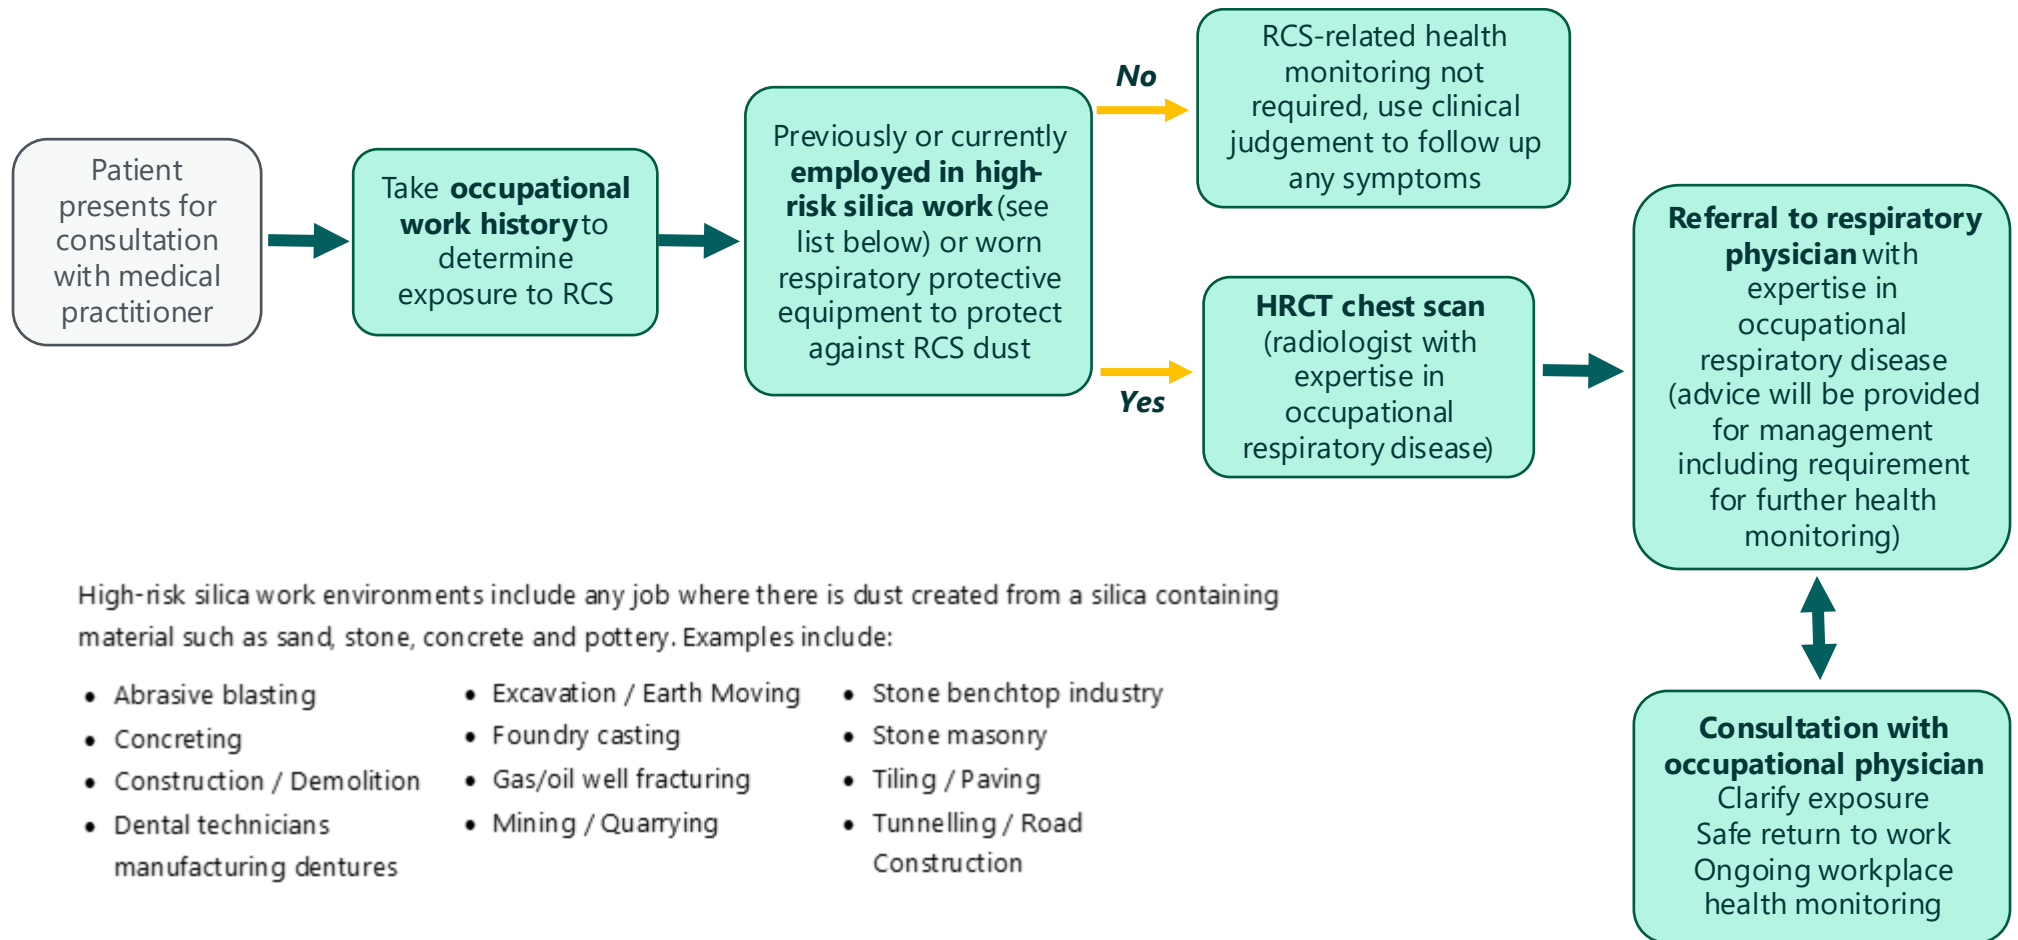 Patient
presents for
consultation
with medical
practitioner
Take occupational
work history to
determine
exposure to RCS
Previously or currently
employed in high-
risk silica work (see
list below) or worn
respiratory protective
equipment to protect
against RCS dust
No
RCS-related health
monitoring not
required, use clinical
judgement to follow up
any symptoms
Yes
HRCT chest scan
(radiologist with
expertise in
occupational
respiratory disease)
Referral to respiratory
physician with
expertise in
occupational
respiratory disease
(advice will be provided
for management
including requirement
for further health
monitoring)
Consultation with
occupational physician
Clarify exposure
Safe return to work
Ongoing workplace
health monitoring
High-risk silica work environments include any job where there is dust created from a silica containing
material such as sand, stone, concrete and pottery. Examples include:
• Abrasive blasting
• Concreting
• Construction / Demolition
• Dental technicians
manufacturing dentures
• Excavation / Earth Moving
• Foundry casting
• Gas/oil well fracturing
• Mining / Quarrying
• Stone benchtop industry
• Stone masonry
• Tiling / Paving
• Tunnelling / Road
Construction